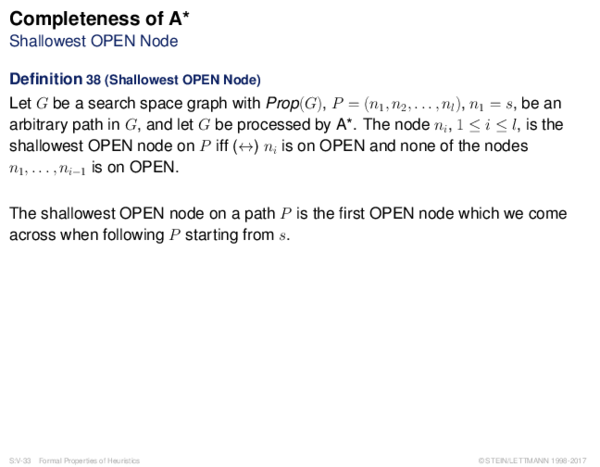 Completeness of A*
Shallowest OPEN Node
Definition 38 (Shallowest OPEN Node)
Let G be a search space graph with Prop(G), P = (n₁, n₂, . . . , nₗ), n₁ = s, be an
arbitrary path in G, and let G be processed by A*. The node nᵢ, 1 ≤ i ≤ l, is the
shallowest OPEN node on P iff (↔) nᵢ is on OPEN and none of the nodes
n₁, . . . , nᵢ₋₁ is on OPEN.
The shallowest OPEN node on a path P is the first OPEN node which we come
across when following P starting from s.
S:V-33 Formal Properties of Heuristics
©STEIN/LETTMANN 1998-2017